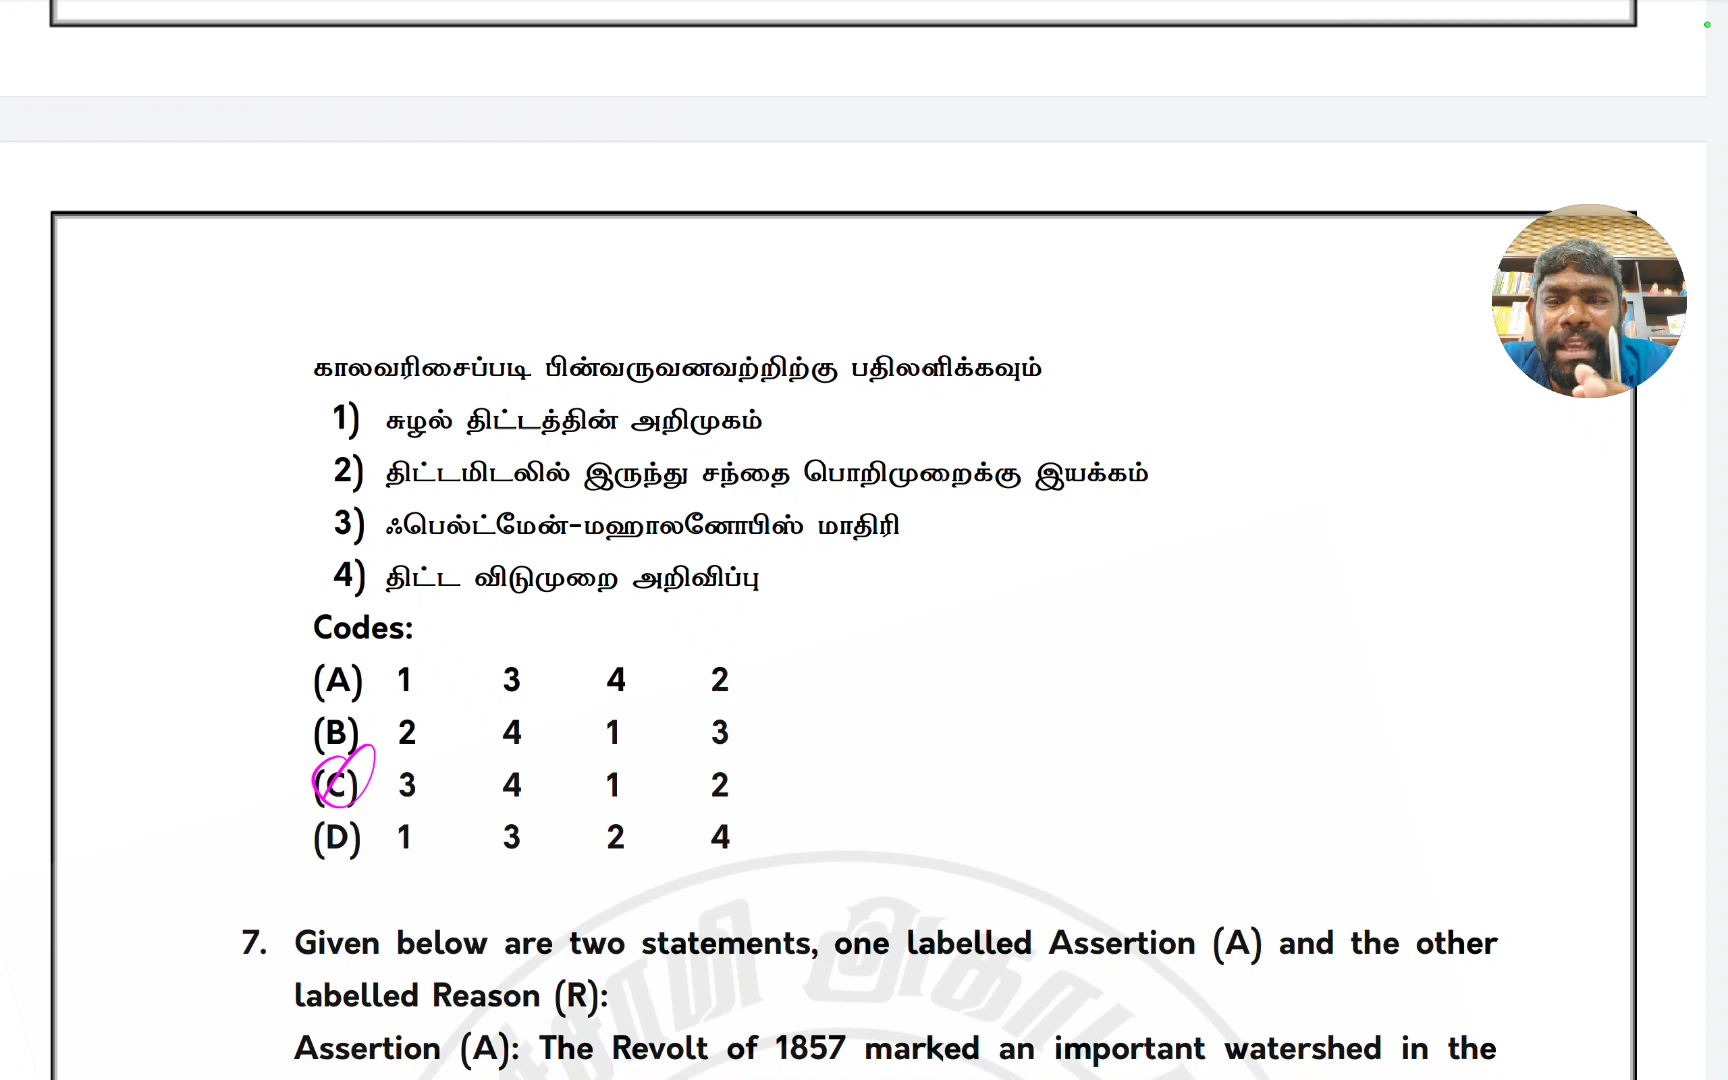 காலவரிசைப்படி பின்வருவனவற்றிற்கு பதிலளிக்கவும்
1) சுழல் திட்டத்தின் அறிமுகம்
2) திட்டமிடலில் இருந்து சந்தை பொறிமுறைக்கு இயக்கம்
3) ஃபெல்ட்மேன்-மஹாலனோபிஸ் மாதிரி
4) திட்ட விடுமுறை அறிவிப்பு
Codes:
(A) 1 3 4 2
(B) 2 4 1 3
(C) 3 4 1 2
(D) 1 3 2 4
7. Given below are two statements, one labelled Assertion (A) and the other
labelled Reason (R):
Assertion (A): The Revolt of 1857 marked an important watershed in the